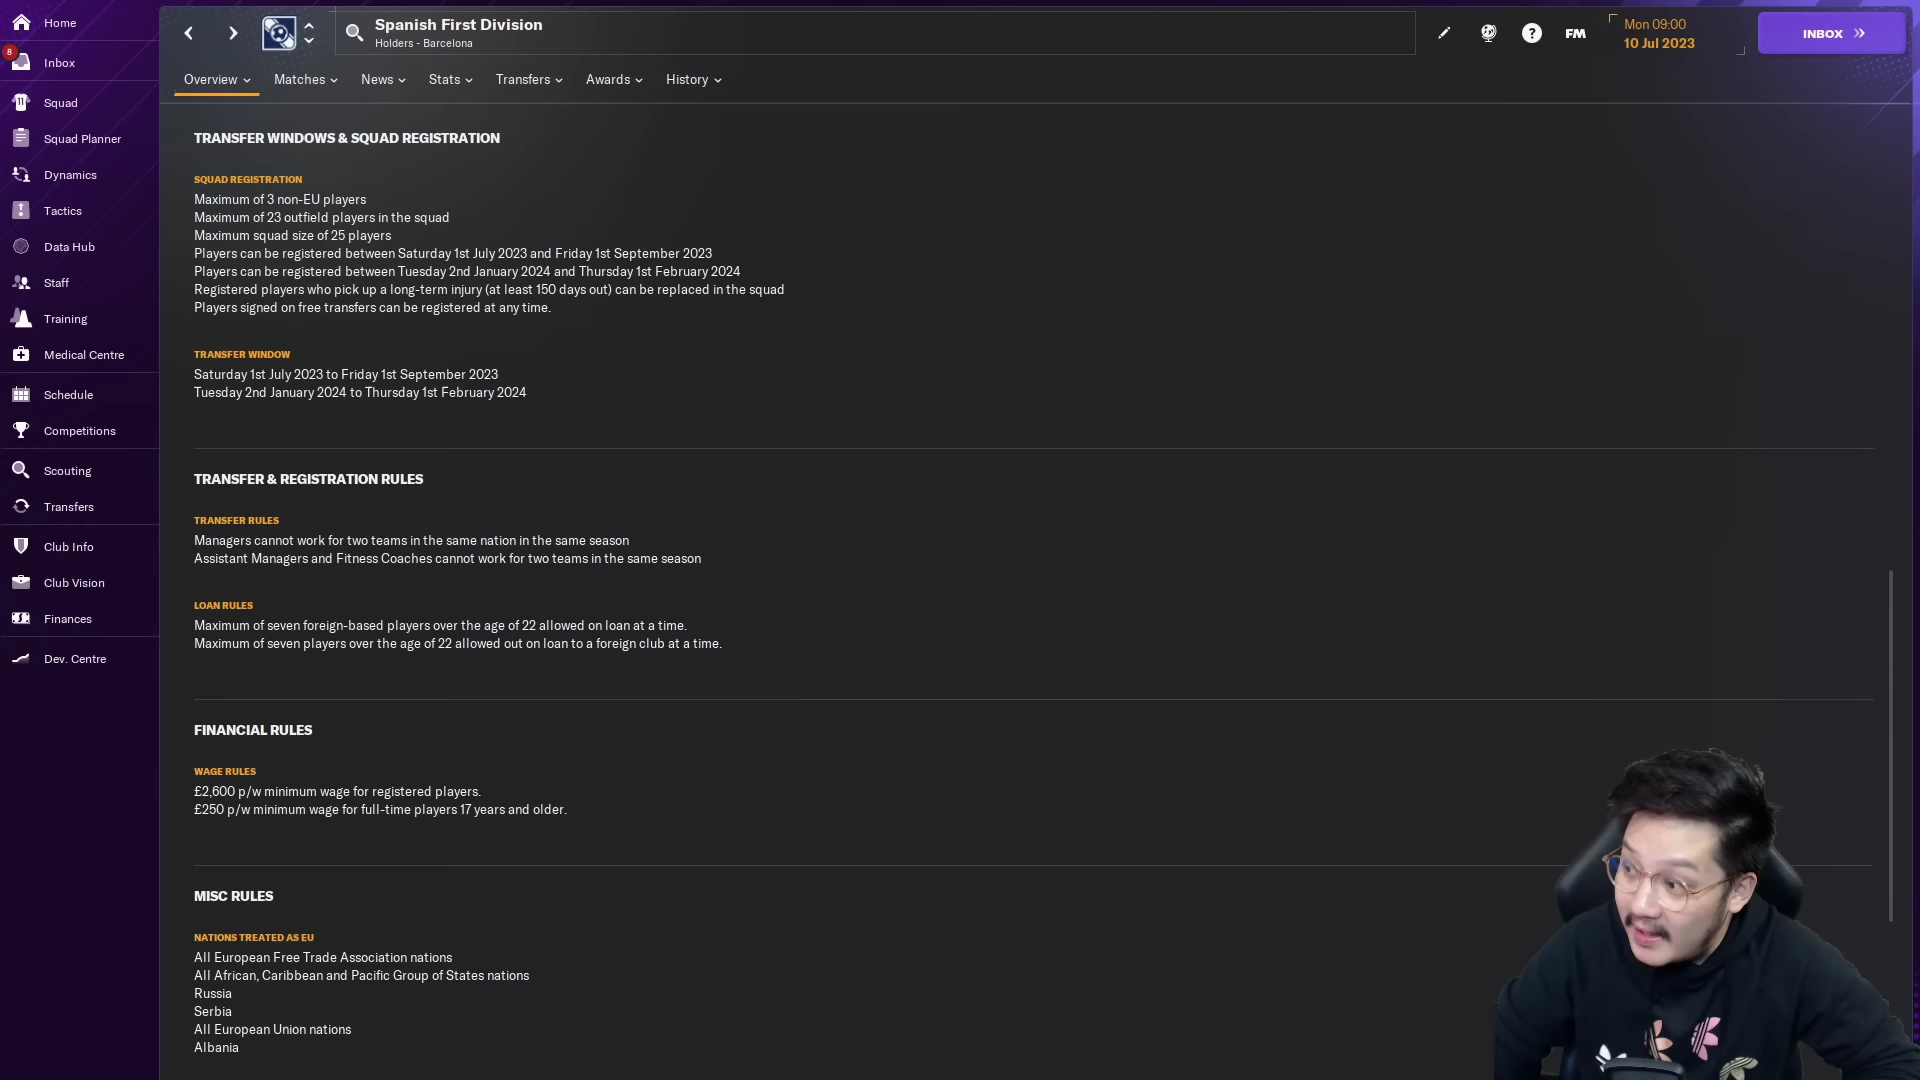 Home
8
Inbox
Squad
Squad Planner
Dynamics
Tactics
Data Hub
Staff
Training
Medical Centre
Schedule
Competitions
Scouting
Transfers
Club Info
Club Vision
Finances
Dev. Centre
Spanish First Division
Holders - Barcelona
FM
Mon 09:00
10 Jul 2023
INBOX
Overview
Matches
News
Stats
Transfers
Awards
History
TRANSFER WINDOWS & SQUAD REGISTRATION
SQUAD REGISTRATION
Maximum of 3 non-EU players
Maximum of 23 outfield players in the squad
Maximum squad size of 25 players
Players can be registered between Saturday 1st July 2023 and Friday 1st September 2023
Players can be registered between Tuesday 2nd January 2024 and Thursday 1st February 2024
Registered players who pick up a long-term injury (at least 150 days out) can be replaced in the squad
Players signed on free transfers can be registered at any time.
TRANSFER WINDOW
Saturday 1st July 2023 to Friday 1st September 2023
Tuesday 2nd January 2024 to Thursday 1st February 2024
TRANSFER & REGISTRATION RULES
TRANSFER RULES
Managers cannot work for two teams in the same nation in the same season
Assistant Managers and Fitness Coaches cannot work for two teams in the same season
LOAN RULES
Maximum of seven foreign-based players over the age of 22 allowed on loan at a time.
Maximum of seven players over the age of 22 allowed out on loan to a foreign club at a time.
FINANCIAL RULES
WAGE RULES
£2,600 p/w minimum wage for registered players.
£250 p/w minimum wage for full-time players 17 years and older.
MISC RULES
NATIONS TREATED AS EU
All European Free Trade Association nations
All African, Caribbean and Pacific Group of States nations
Russia
Serbia
All European Union nations
Albania